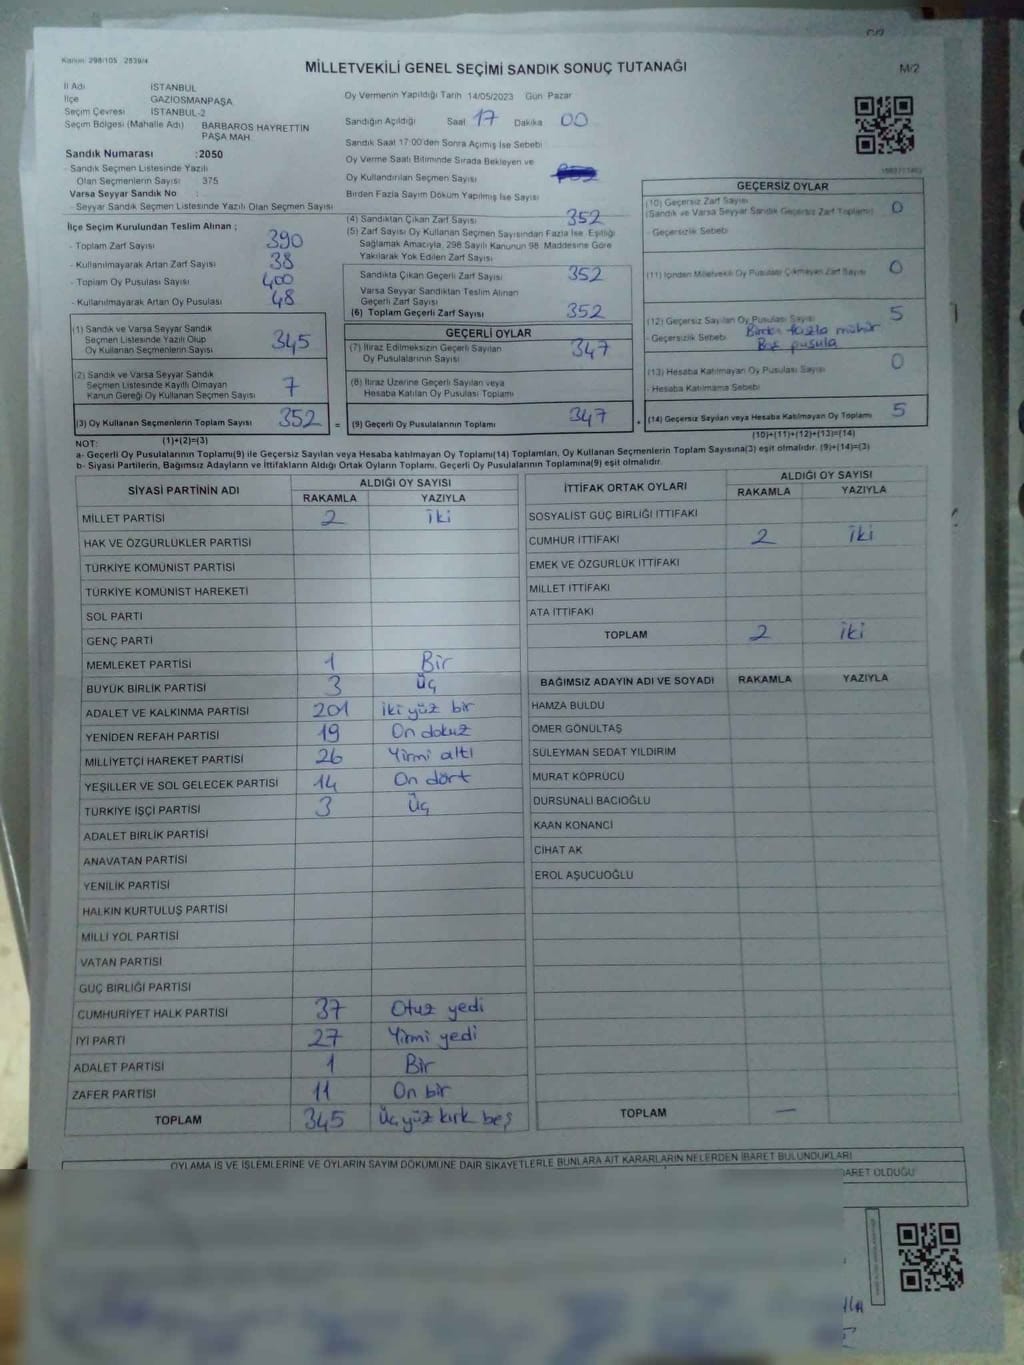 Kanun: 298/105 2839/4
MİLLETVEKİLİ GENEL SEÇİMİ SANDIK SONUÇ TUTANAĞI
M/2
İl Adı İSTANBUL
İlçe GAZİOSMANPAŞA
Seçim Çevresi İSTANBUL-2
Seçim Bölgesi (Mahalle Adı) BARBAROS HAYRETTİN PAŞA MAH.
Sandık Numarası :2050
- Sandık Seçmen Listesinde Yazılı
Olan Seçmenlerin Sayısı : 375
Varsa Seyyar Sandık No :
- Seyyar Sandık Seçmen Listesinde Yazılı Olan Seçmen Sayısı
Oy Vermenin Yapıldığı Tarih 14/05/2023 Gün Pazar
Sandığın Açıldığı Saat 17 Dakika 00
Sandık Saat 17:00'den Sonra Açımış İse Sebebi
Oy Verme Saati Bitiminde Sırada Bekleyen ve
Oy Kullandırılan Seçmen Sayısı
Birden Fazla Sayım Döküm Yapılmış İse Sayısı
İlçe Seçim Kurulundan Teslim Alınan ;
- Toplam Zarf Sayısı 390
- Kullanılmayarak Artan Zarf Sayısı 38
- Toplam Oy Pusulası Sayısı 400
- Kullanılmayarak Artan Oy Pusulası 48
(1) Sandık ve Varsa Seyyar Sandık
Seçmen Listesinde Yazılı Olup
Oy Kullanan Seçmenlerin Sayısı 345
(2) Sandık ve Varsa Seyyar Sandık
Seçmen Listesinde Kayıtlı Olmayan
Kanun Gereği Oy Kullanan Seçmen Sayısı 7
(3) Oy Kullanan Seçmenlerin Toplam Sayısı 352 =
(1)+(2)=(3)
(4) Sandıktan Çıkan Zarf Sayısı 352
(5) Zarf Sayısı Oy Kullanan Seçmen Sayısından Fazla İse, Eşitliği
Sağlamak Amacıyla, 298 Sayılı Kanunun 98. Maddesine Göre
Yakılarak Yok Edilen Zarf Sayısı
Sandıkta Çıkan Geçerli Zarf Sayısı 352
Varsa Seyyar Sandıktan Teslim Alınan
Geçerli Zarf Sayısı
(6) Toplam Geçerli Zarf Sayısı 352
GEÇERLİ OYLAR
(7) İtiraz Edilmeksizin Geçerli Sayılan
Oy Pusulalarının Sayısı 347
(8) İtiraz Üzerine Geçerli Sayılan veya
Hesaba Katılan Oy Pusulası Toplamı
(9) Geçerli Oy Pusulalarının Toplamı 347 +
GEÇERSİZ OYLAR
(10) Geçersiz Zarf Sayısı
(Sandık ve Varsa Seyyar Sandık Geçersiz Zarf Toplamı) 0
- Geçersizlik Sebebi
(11) İçinden Milletvekili Oy Pusulası Çıkmayan Zarf Sayısı 0
(12) Geçersiz Sayılan Oy Pusulası Sayısı 5
- Geçersizlik Sebebi Birden fazla mühür
Boş pusula
(13) Hesaba Katılmayan Oy Pusulası Sayısı 0
- Hesaba Katılmama Sebebi
(14) Geçersiz Sayılan veya Hesaba Katılmayan Oy Toplamı 5
(10)+(11)+(12)+(13)=(14)
NOT:
a- Geçerli Oy Pusulalarının Toplamı(9) ile Geçersiz Sayılan veya Hesaba katılmayan Oy Toplamı(14) Toplamları, Oy Kullanan Seçmenlerin Toplam Sayısına(3) eşit olmalıdır. (9)+(14)=(3)
b- Siyasi Partilerin, Bağımsız Adayların ve İttifakların Aldığı Ortak Oyların Toplamı, Geçerli Oy Pusulalarının Toplamına(9) eşit olmalıdır.
SİYASİ PARTİNİN ADI ALDIĞI OY SAYISI
RAKAMLA YAZIYLA
MİLLET PARTİSİ 2 iki
HAK VE ÖZGÜRLÜKLER PARTİSİ
TÜRKİYE KOMÜNİST PARTİSİ
TÜRKİYE KOMÜNİST HAREKETİ
SOL PARTİ
GENÇ PARTİ
MEMLEKET PARTİSİ 1 Bir
BÜYÜK BİRLİK PARTİSİ 3 üç
ADALET VE KALKINMA PARTİSİ 201 iki yüz bir
YENİDEN REFAH PARTİSİ 19 On dokuz
MİLLİYETÇİ HAREKET PARTİSİ 26 Yirmi altı
YEŞİLLER VE SOL GELECEK PARTİSİ 14 On dört
TÜRKİYE İŞÇİ PARTİSİ 3 Üç
ADALET BİRLİK PARTİSİ
ANAVATAN PARTİSİ
YENİLİK PARTİSİ
HALKIN KURTULUŞ PARTİSİ
MİLLİ YOL PARTİSİ
VATAN PARTİSİ
GÜÇ BİRLİĞİ PARTİSİ
CUMHURİYET HALK PARTİSİ 37 Otuz yedi
İYİ PARTİ 27 Yirmi yedi
ADALET PARTİSİ 1 Bir
ZAFER PARTİSİ 11 On bir
TOPLAM 345 Üç yüz kırk beş
İTTİFAK ORTAK OYLARI ALDIĞI OY SAYISI
RAKAMLA YAZIYLA
SOSYALİST GÜÇ BİRLİĞİ İTTİFAKI
CUMHUR İTTİFAKI 2 iki
EMEK VE ÖZGÜRLÜK İTTİFAKI
MİLLET İTTİFAKI
ATA İTTİFAKI
TOPLAM 2 iki
BAĞIMSIZ ADAYIN ADI VE SOYADI RAKAMLA YAZIYLA
HAMZA BULDU
ÖMER GÖNÜLTAŞ
SÜLEYMAN SEDAT YILDIRIM
MURAT KÖPRÜCÜ
DURSUNALİ BACIOĞLU
KAAN KONANCİ
CİHAT AK
EROL AŞUCUOĞLU
TOPLAM —
OYLAMA İŞ VE İŞLEMLERİNE VE OYLARIN SAYIM DÖKÜMÜNE DAİR ŞİKAYETLERLE BUNLARA AİT KARARLARIN NELERDEN İBARET BULUNDUKLARI
İBARET OLDUĞU